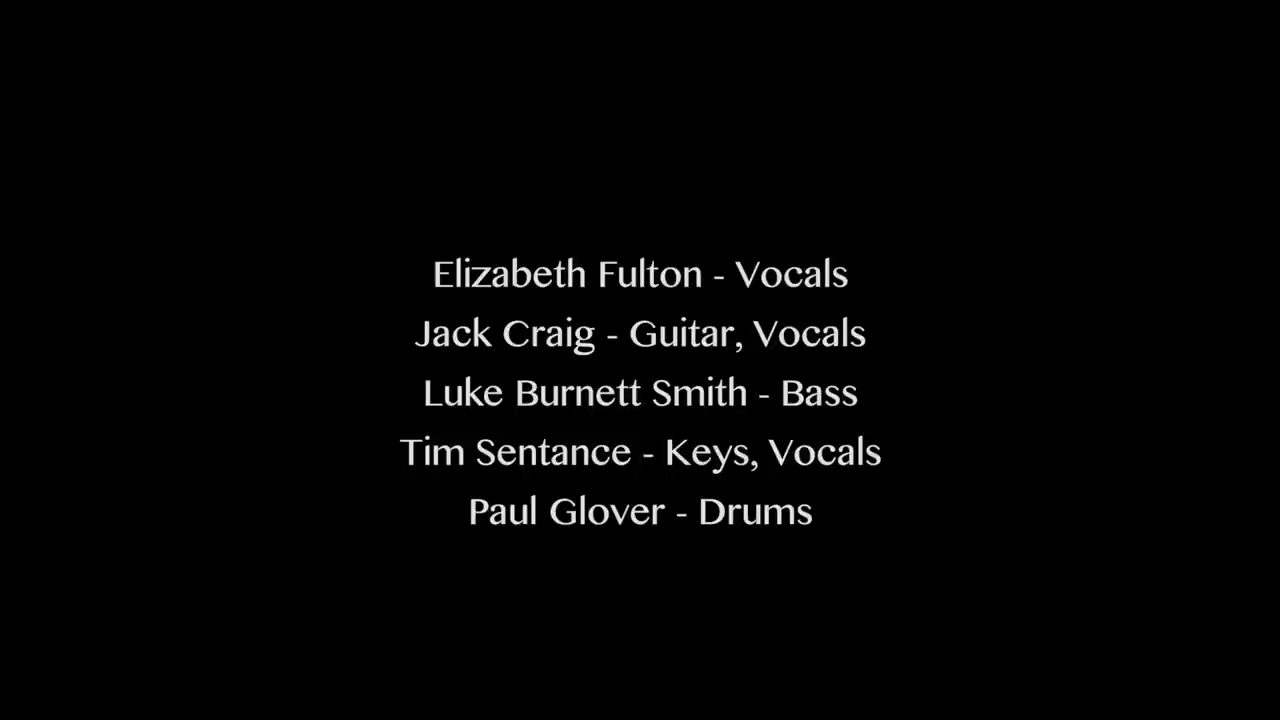 Elizabeth Fulton - Vocals
Jack Craig - Guitar, Vocals
Luke Burnett Smith - Bass
Tim Sentance - Keys, Vocals
Paul Glover - Drums